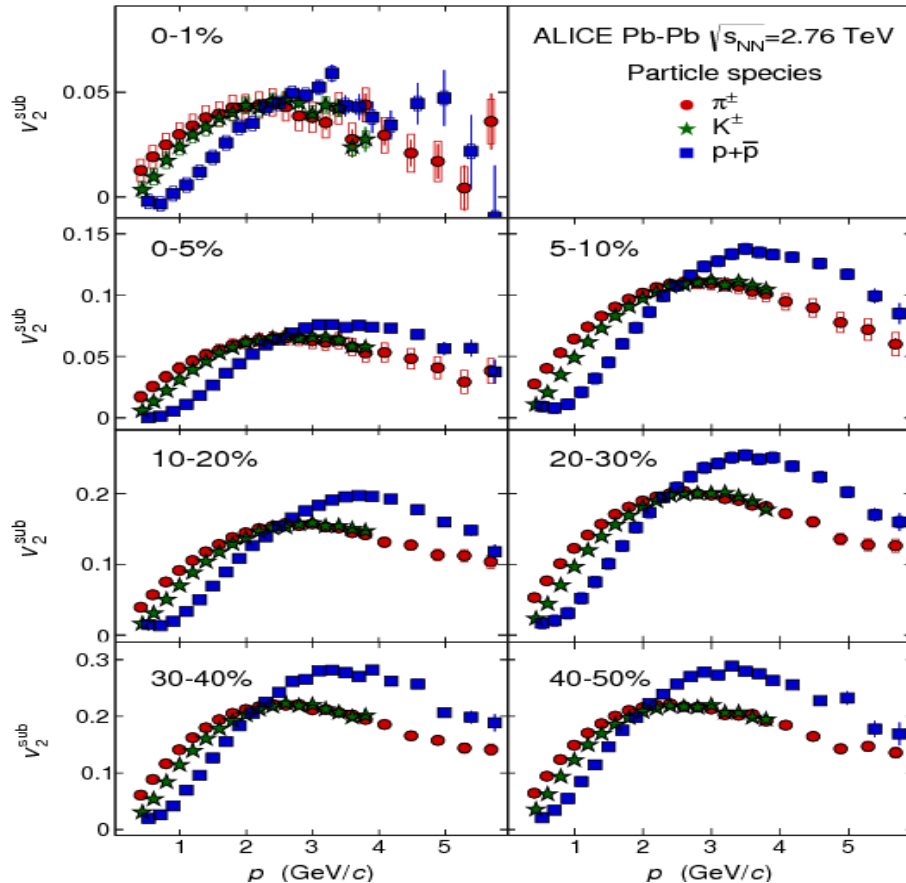 0-1%
ALICE Pb-Pb √sNN=2.76 TeV
Particle species
π±
K±
p+p̅
v2sub
0.05
0
0-5%
5-10%
v2sub
0.15
0.1
0.05
0
10-20%
20-30%
v2sub
0.2
0.1
0
30-40%
40-50%
v2sub
0.3
0.2
0.1
0
1 2 3 4 5
1 2 3 4 5
p (GeV/c)
p (GeV/c)